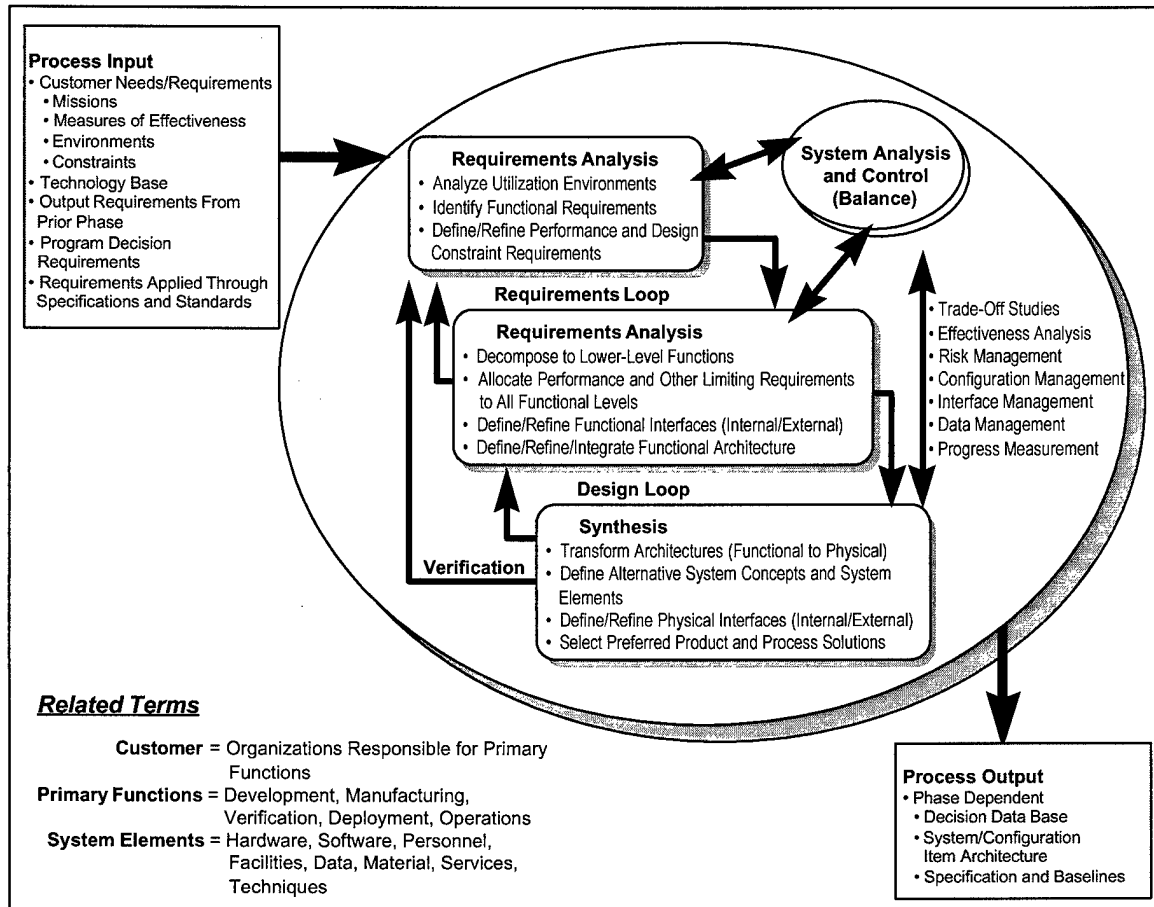 Process Input
• Customer Needs/Requirements
• Missions
• Measures of Effectiveness
• Environments
• Constraints
• Technology Base
• Output Requirements From
Prior Phase
• Program Decision
Requirements
• Requirements Applied Through
Specifications and Standards
Requirements Analysis
• Analyze Utilization Environments
• Identify Functional Requirements
• Define/Refine Performance and Design
Constraint Requirements
System Analysis
and Control
(Balance)
Requirements Loop
Requirements Analysis
• Decompose to Lower-Level Functions
• Allocate Performance and Other Limiting Requirements
to All Functional Levels
• Define/Refine Functional Interfaces (Internal/External)
• Define/Refine/Integrate Functional Architecture
• Trade-Off Studies
• Effectiveness Analysis
• Risk Management
• Configuration Management
• Interface Management
• Data Management
• Progress Measurement
Design Loop
Synthesis
• Transform Architectures (Functional to Physical)
• Define Alternative System Concepts and System
Elements
• Define/Refine Physical Interfaces (Internal/External)
• Select Preferred Product and Process Solutions
Verification
Related Terms
Customer = Organizations Responsible for Primary
Functions
Primary Functions = Development, Manufacturing,
Verification, Deployment, Operations
System Elements = Hardware, Software, Personnel,
Facilities, Data, Material, Services,
Techniques
Process Output
• Phase Dependent
• Decision Data Base
• System/Configuration
Item Architecture
• Specification and Baselines